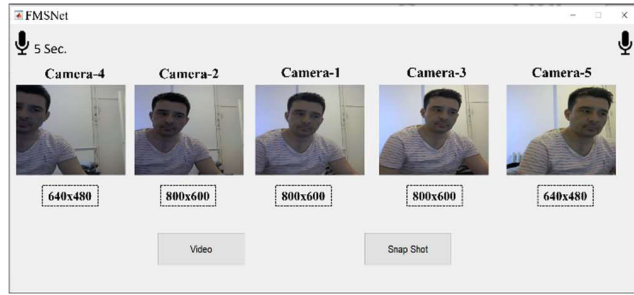 FMSNet
5 Sec.
Camera-4 Camera-2 Camera-1 Camera-3 Camera-5
640x480 800x600 800x600 800x600 640x480
Video Snap Shot